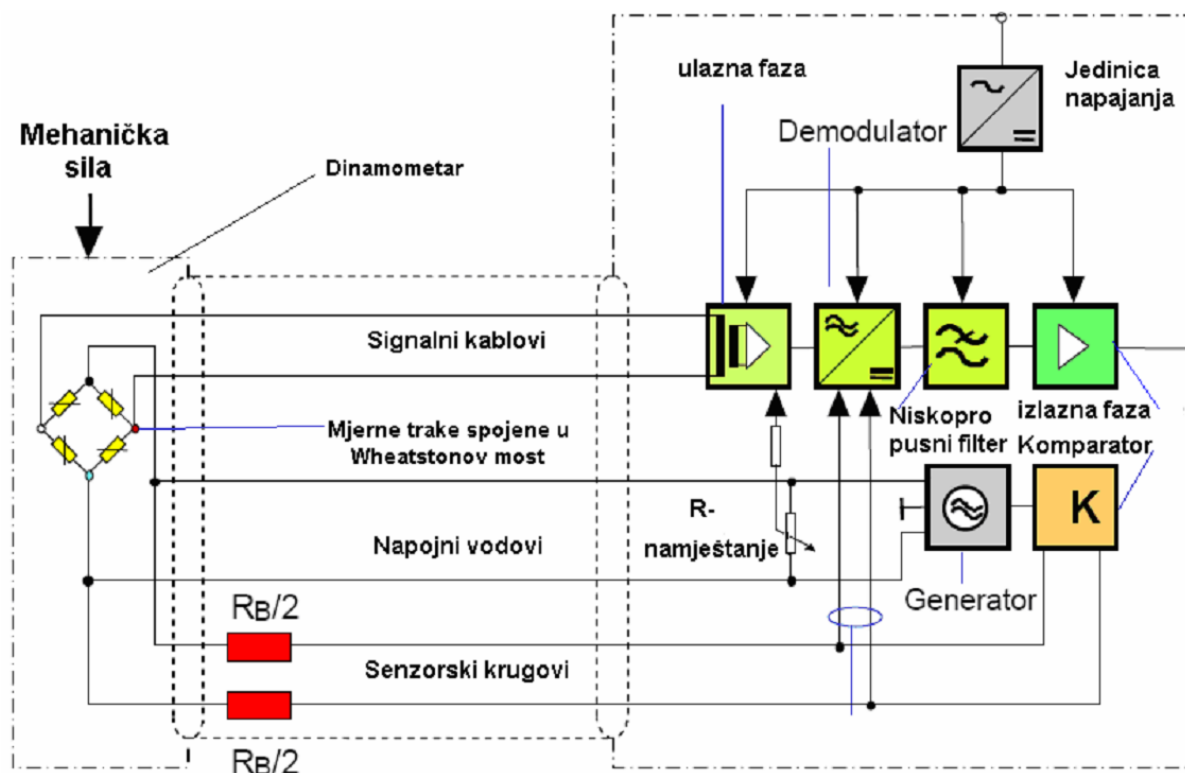 ulazna faza
Jedinica
napajanja
Demodulator
Mehanička
sila
Dinamometar
Signalni kablovi
Mjerne trake spojene u
Wheatstonov most
Niskopro
pusni filter
izlazna faza
Komparator
R-
namještanje
K
Napojni vodovi
Generator
RB/2
Senzorski krugovi
RB/2